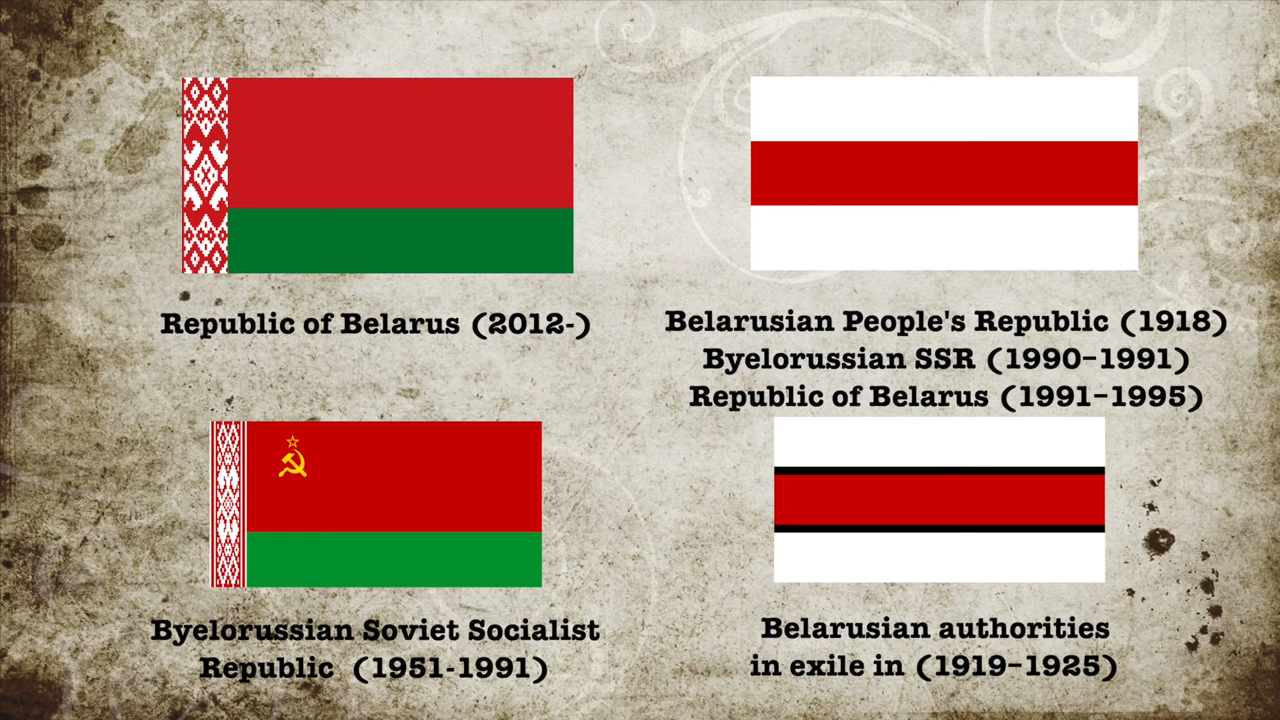 Republic of Belarus (2012-)
Belarusian People's Republic (1918)
Byelorussian SSR (1990–1991)
Republic of Belarus (1991–1995)
Byelorussian Soviet Socialist
Republic (1951-1991)
Belarusian authorities
in exile in (1919–1925)